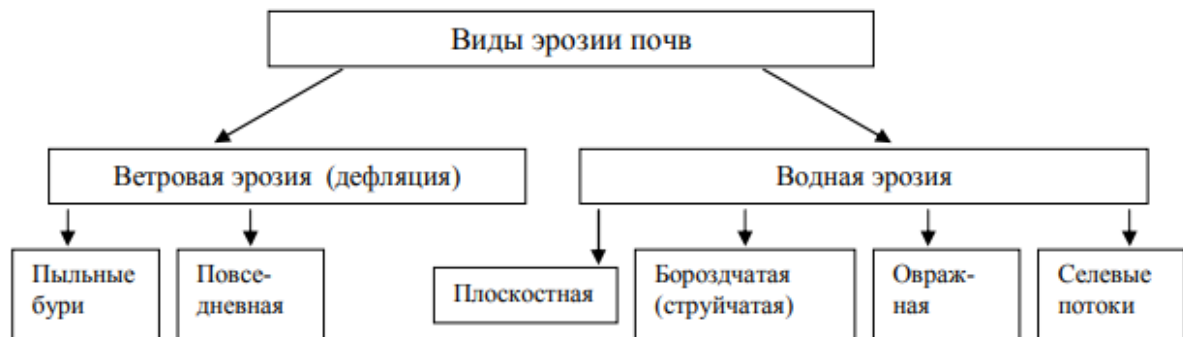 Виды эрозии почв
Ветровая эрозия (дефляция)
Водная эрозия
Пыльные
бури
Повсе-
дневная
Плоскостная
Бороздчатая
(струйчатая)
Овраж-
ная
Селевые
потоки